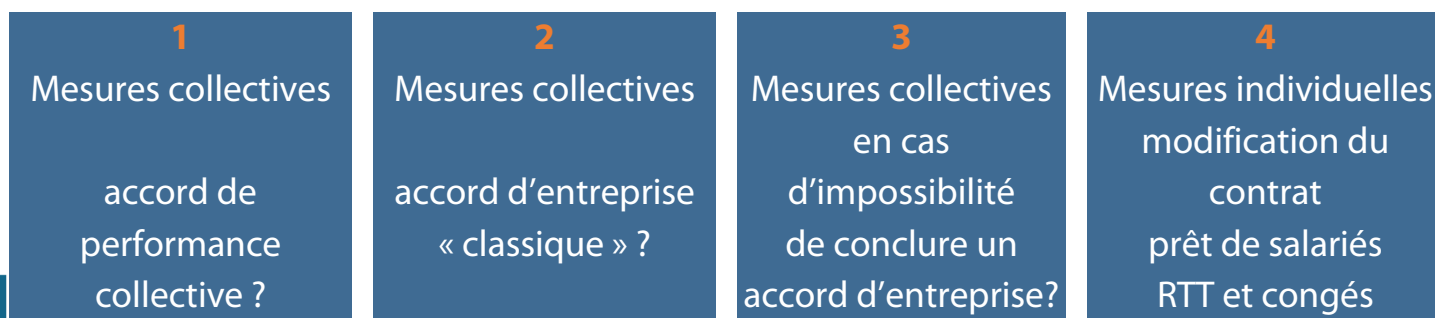 1
Mesures collectives
accord de
performance
collective ?
2
Mesures collectives
accord d’entreprise
« classique » ?
3
Mesures collectives
en cas
d’impossibilité
de conclure un
accord d’entreprise?
4
Mesures individuelles
modification du
contrat
prêt de salariés
RTT et congés